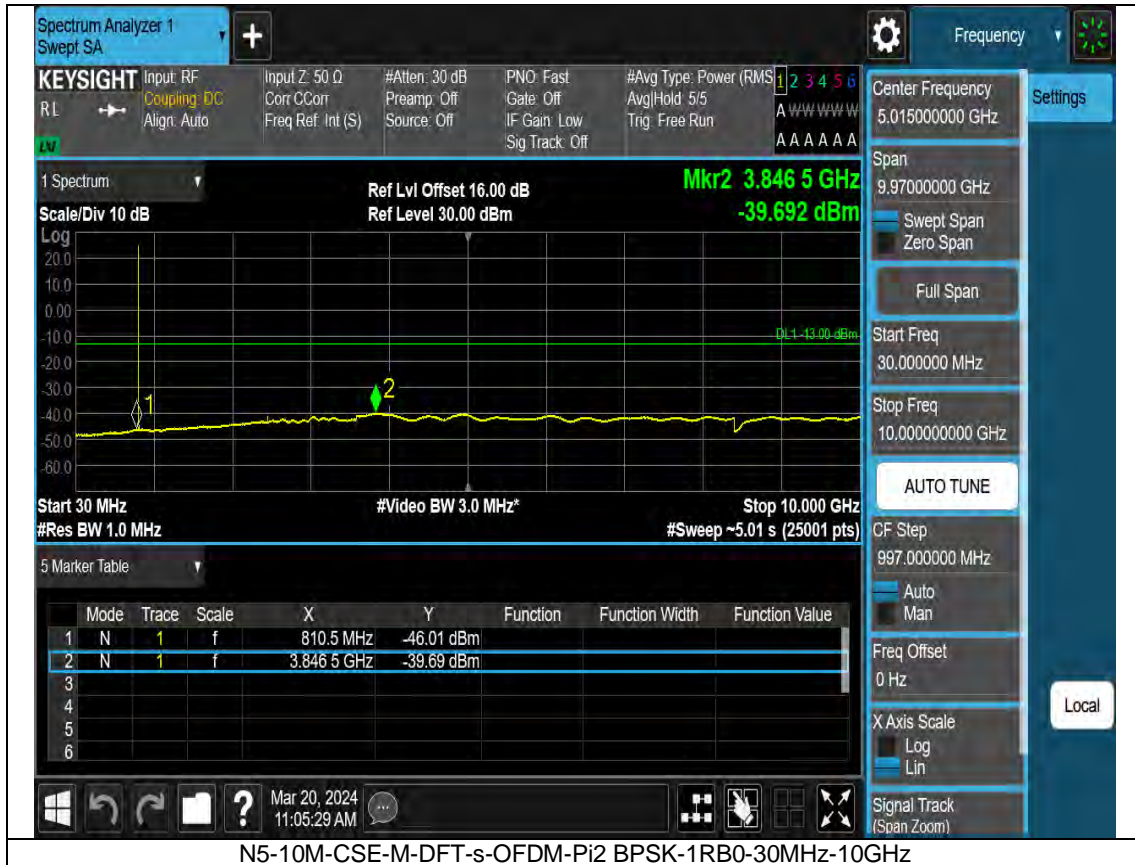 Spectrum Analyzer 1
Swept SA
+
Frequency
KEYSIGHT
RL
LXI
Input: RF
Coupling: DC
Align: Auto
Input Z: 50 Ω
Corr CCorr
Freq Ref: Int (S)
#Atten: 30 dB
Preamp: Off
Source: Off
PNO: Fast
Gate: Off
IF Gain: Low
Sig Track: Off
#Avg Type: Power (RMS
Avg|Hold: 5/5
Trig: Free Run
1 2 3 4 5 6
A W W W W W
A A A A A A
1 Spectrum
Scale/Div 10 dB
Ref Lvl Offset 16.00 dB
Ref Level 30.00 dBm
Mkr2 3.846 5 GHz
-39.692 dBm
Log
20.0
10.0
0.00
-10.0
-20.0
-30.0
-40.0
-50.0
-60.0
DL1 -13.00 dBm
1
2
Start 30 MHz
#Res BW 1.0 MHz
#Video BW 3.0 MHz*
Stop 10.000 GHz
#Sweep ~5.01 s (25001 pts)
5 Marker Table
Mode Trace Scale X Y Function Function Width Function Value
1 N 1 f 810.5 MHz -46.01 dBm
2 N 1 f 3.846 5 GHz -39.69 dBm
3
4
5
6
Mar 20, 2024
11:05:29 AM
?
Center Frequency
5.015000000 GHz
Settings
Span
9.97000000 GHz
Swept Span
Zero Span
Full Span
Start Freq
30.000000 MHz
Stop Freq
10.000000000 GHz
AUTO TUNE
CF Step
997.000000 MHz
Auto
Man
Freq Offset
0 Hz
X Axis Scale
Log
Lin
Signal Track
(Span Zoom)
Local
N5-10M-CSE-M-DFT-s-OFDM-Pi2 BPSK-1RB0-30MHz-10GHz